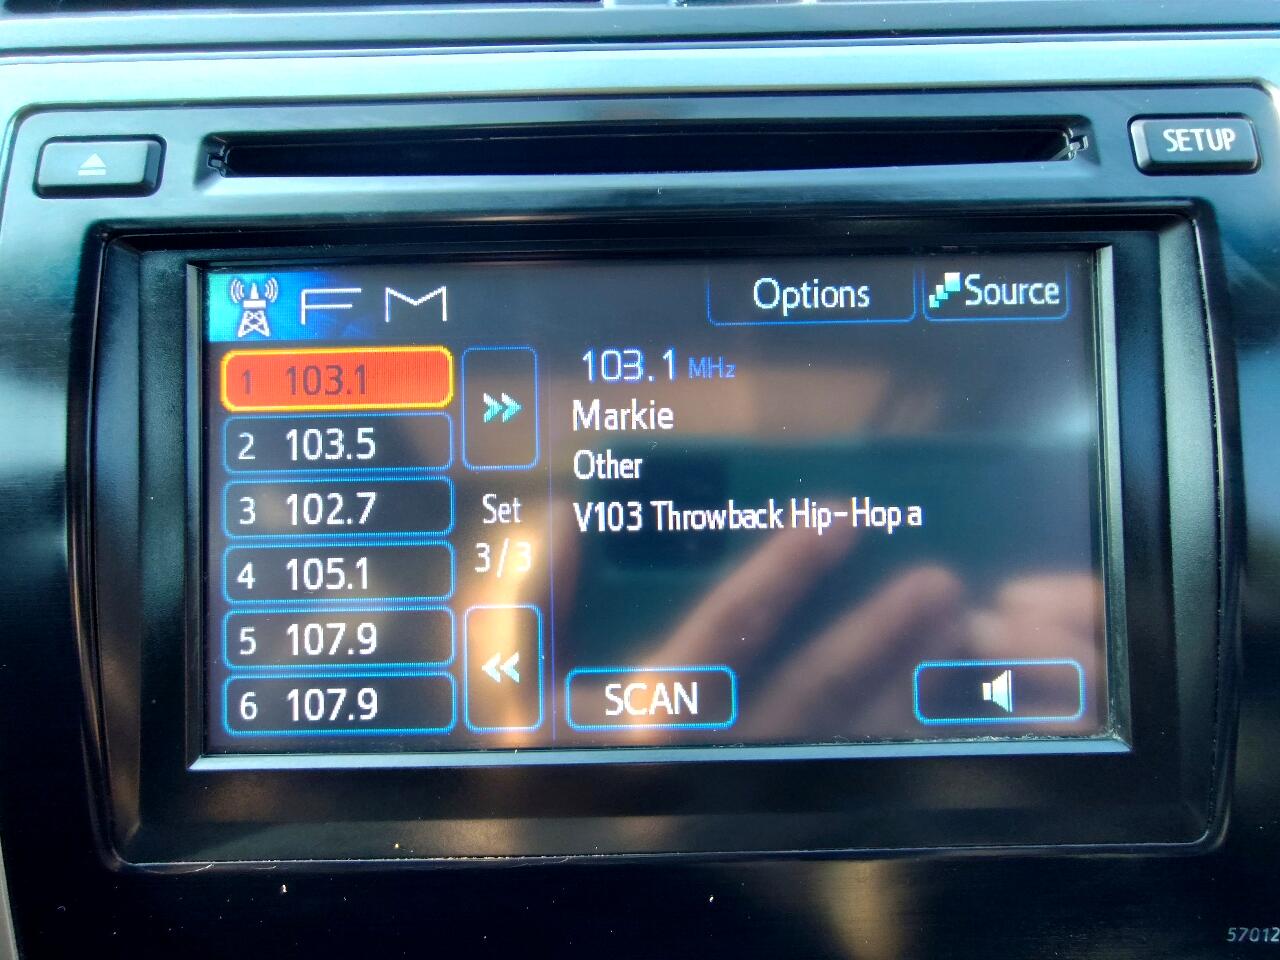 SETUP
FM
Options
Source
1 103.1
2 103.5
3 102.7
4 105.1
5 107.9
6 107.9
Set
3/3
103.1 MHz
Markie
Other
V103 Throwback Hip-Hop a
SCAN
57012